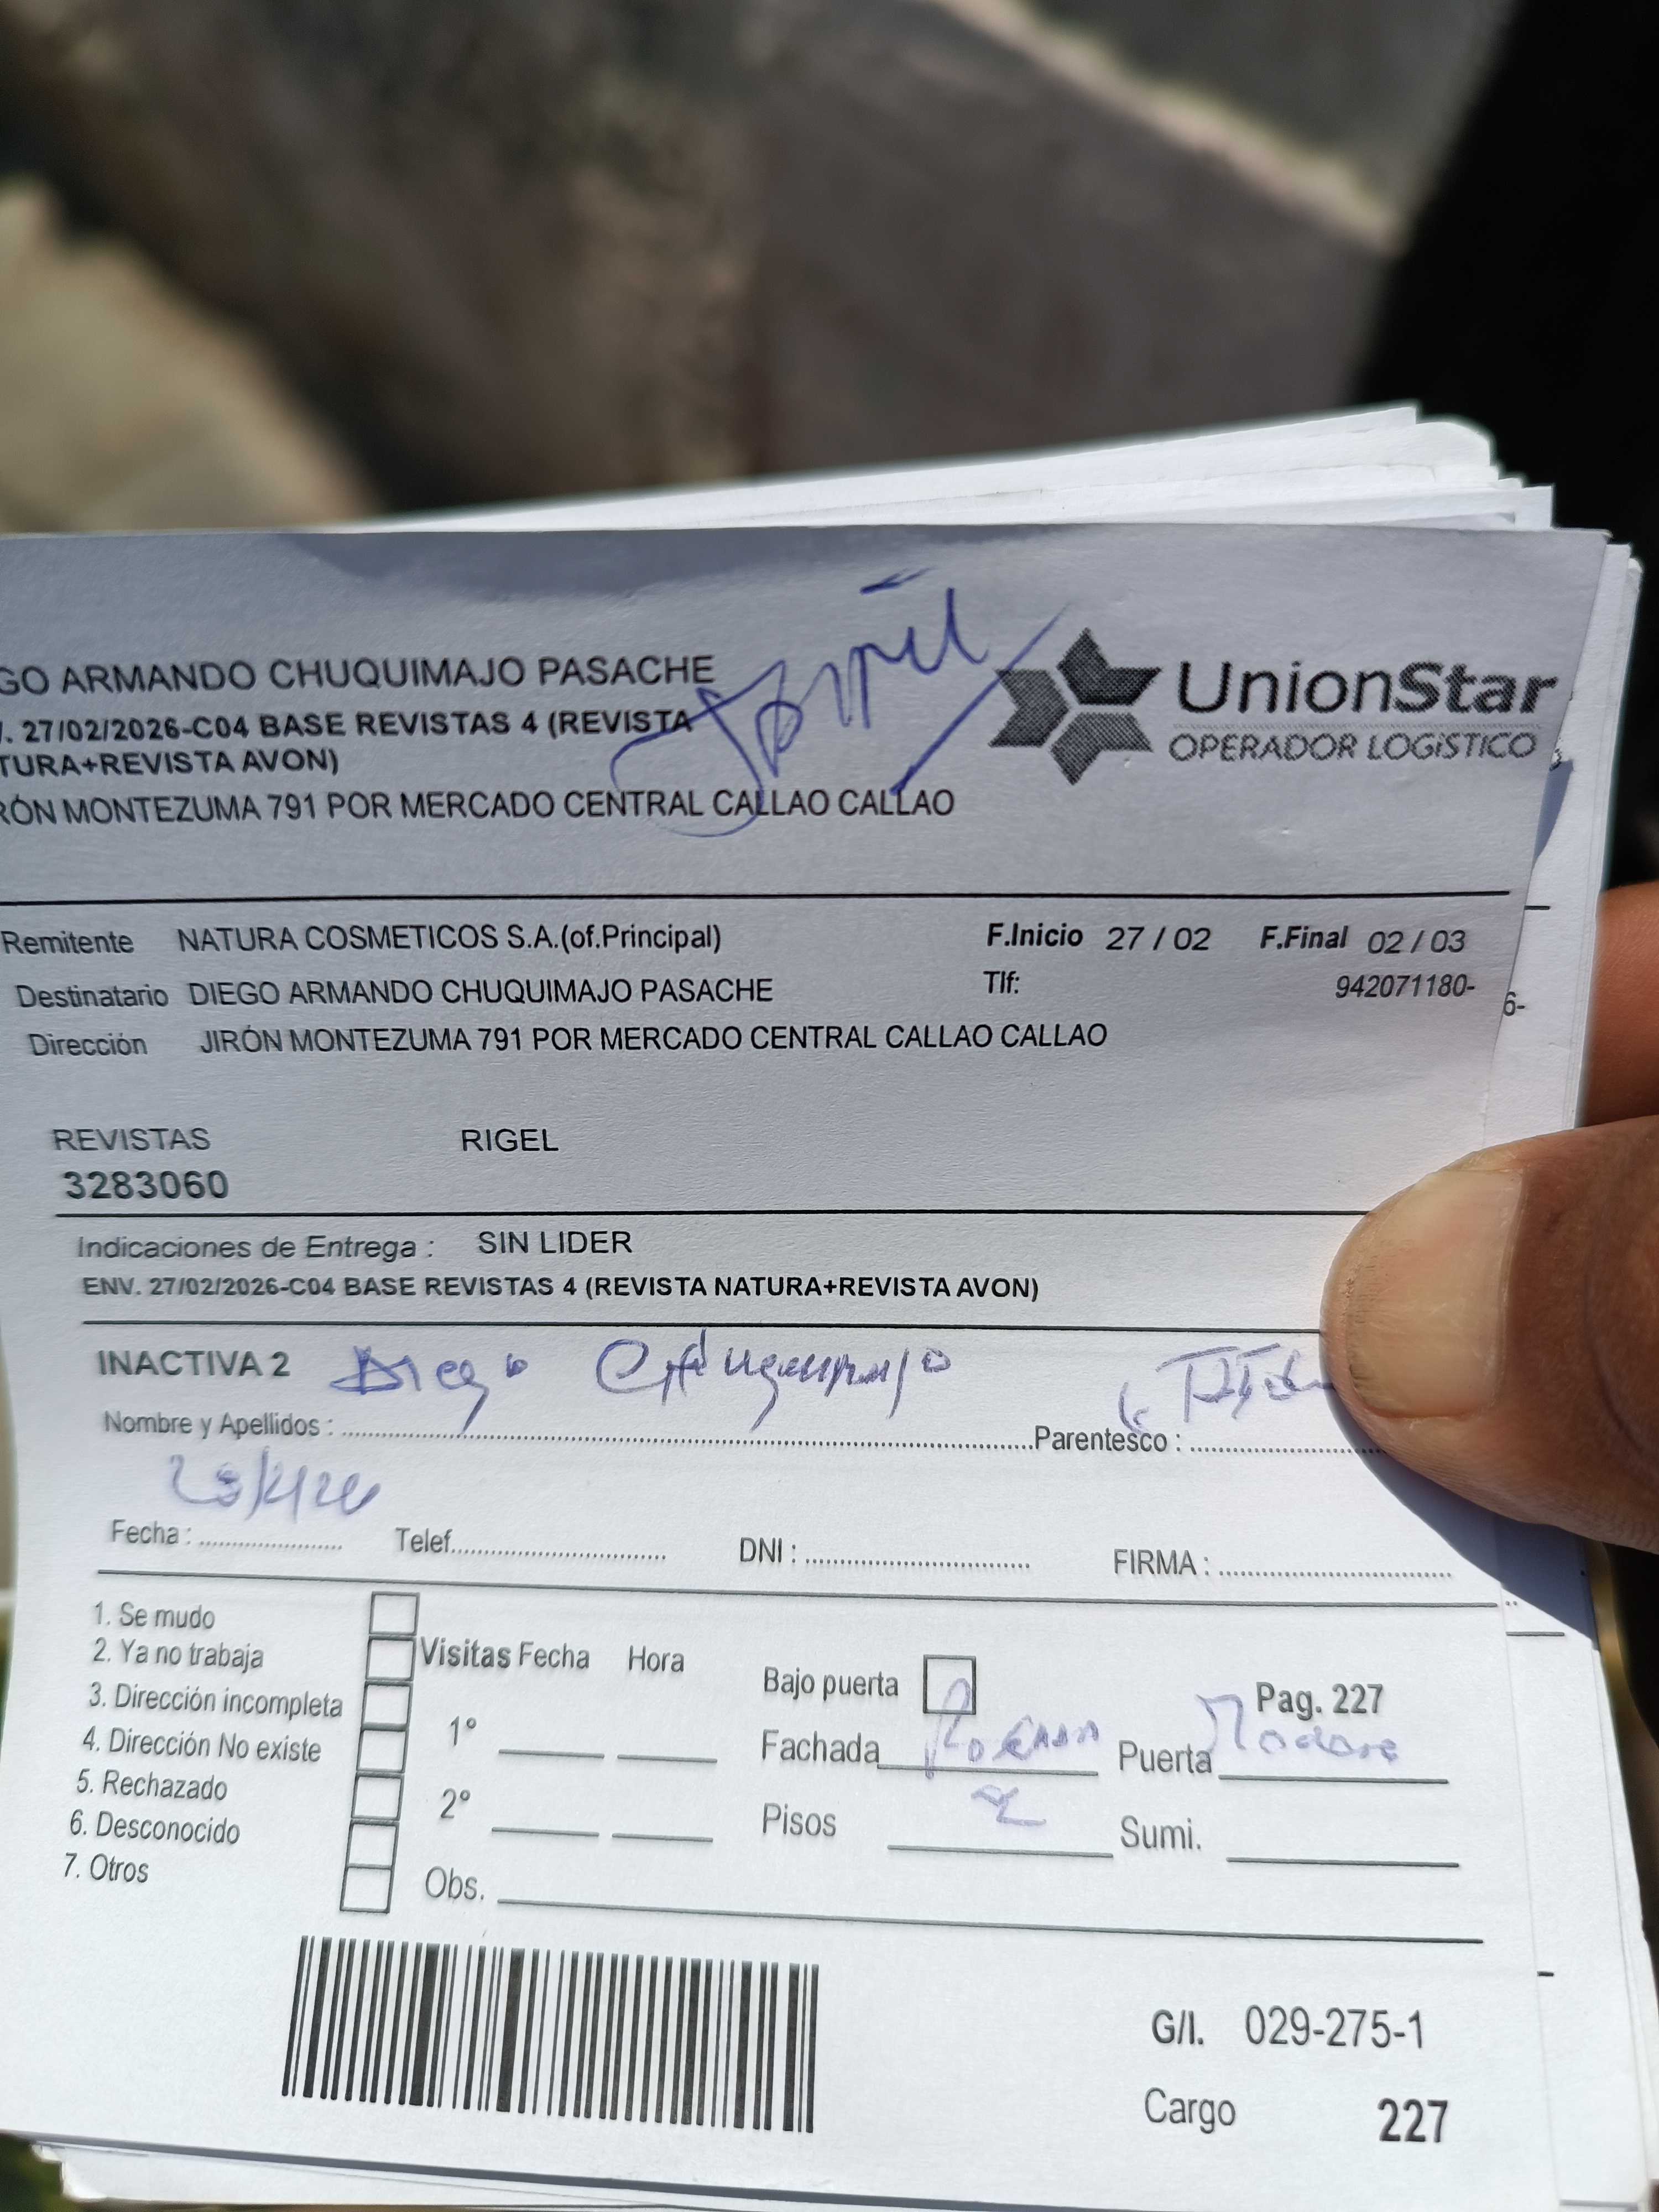 GO ARMANDO CHUQUIMAJO PASACHE
. 27/02/2026-C04 BASE REVISTAS 4 (REVISTA
TURA+REVISTA AVON)
RÓN MONTEZUMA 791 POR MERCADO CENTRAL CALLAO CALLAO
UnionStar
OPERADOR LOGíSTICO
Remitente NATURA COSMETICOS S.A.(of.Principal) F.Inicio 27 / 02 F.Final 02 / 03
Destinatario DIEGO ARMANDO CHUQUIMAJO PASACHE Tlf: 942071180-
6-
Dirección JIRÓN MONTEZUMA 791 POR MERCADO CENTRAL CALLAO CALLAO
REVISTAS RIGEL
3283060
Indicaciones de Entrega : SIN LIDER
ENV. 27/02/2026-C04 BASE REVISTAS 4 (REVISTA NATURA+REVISTA AVON)
INACTIVA 2 Diego Chuquimajo
Nombre y Apellidos : Parentesco :
Fecha : Telef. DNI : FIRMA :
1. Se mudo
2. Ya no trabaja
3. Dirección incompleta
4. Dirección No existe
5. Rechazado
6. Desconocido
7. Otros
Visitas Fecha Hora
1°
2°
Obs.
Bajo puerta Pag. 227
Fachada Puerta
Pisos 2 Sumi.
G/I. 029-275-1
Cargo 227